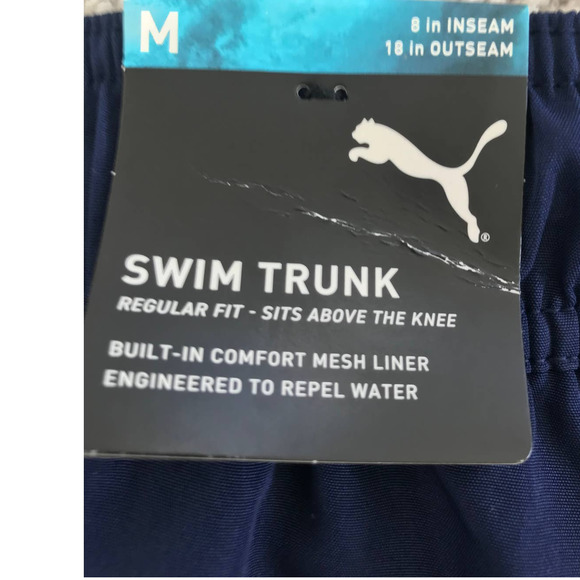 M
8 in INSEAM
18 in OUTSEAM
®
SWIM TRUNK
REGULAR FIT - SITS ABOVE THE KNEE
BUILT-IN COMFORT MESH LINER
ENGINEERED TO REPEL WATER